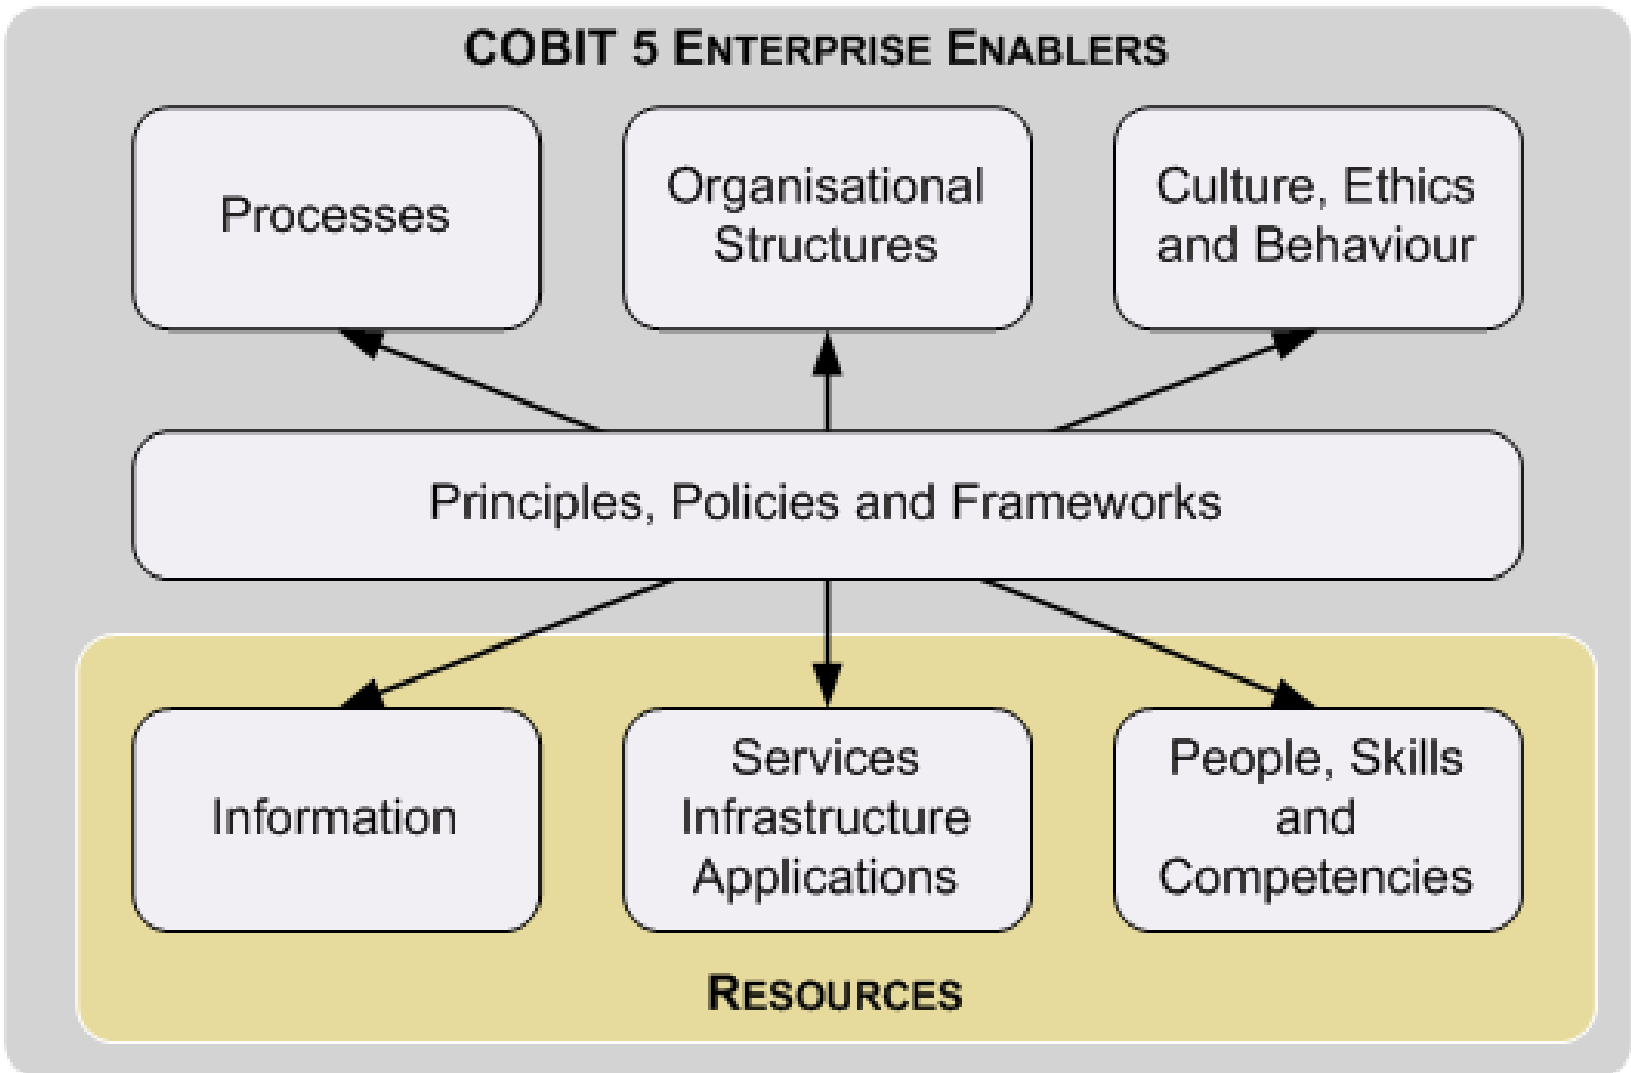 COBIT 5 ENTERPRISE ENABLERS
Processes
Organisational
Structures
Culture, Ethics
and Behaviour
Principles, Policies and Frameworks
Information
Services
Infrastructure
Applications
People, Skills
and
Competencies
RESOURCES